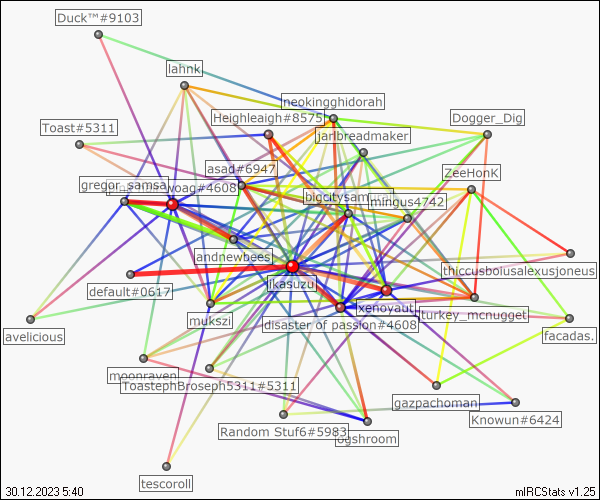 Duck™#9103
lahnk
neokingghidorah
Heighleaigh#8575
Dogger_Dig
Toast#5311
janbreadmaker
asad#6947
ZeeHonK
gregor_samsa
voag#4608
bigcitysam
mingus4742
andnewbees
thiccusboiusalexusjoneus
ikasuzu
default#0617
xenoyaut
mukszi
turkey_mcnugget
disaster of passion#4608
avelicious
facadas.
moonraven
ToastephBroseph5311#5311
gazpachoman
Random Stuf6#5983
Knowun#6424
ogshroom
tescoroll
30.12.2023 5:40
mIRCStats v1.25